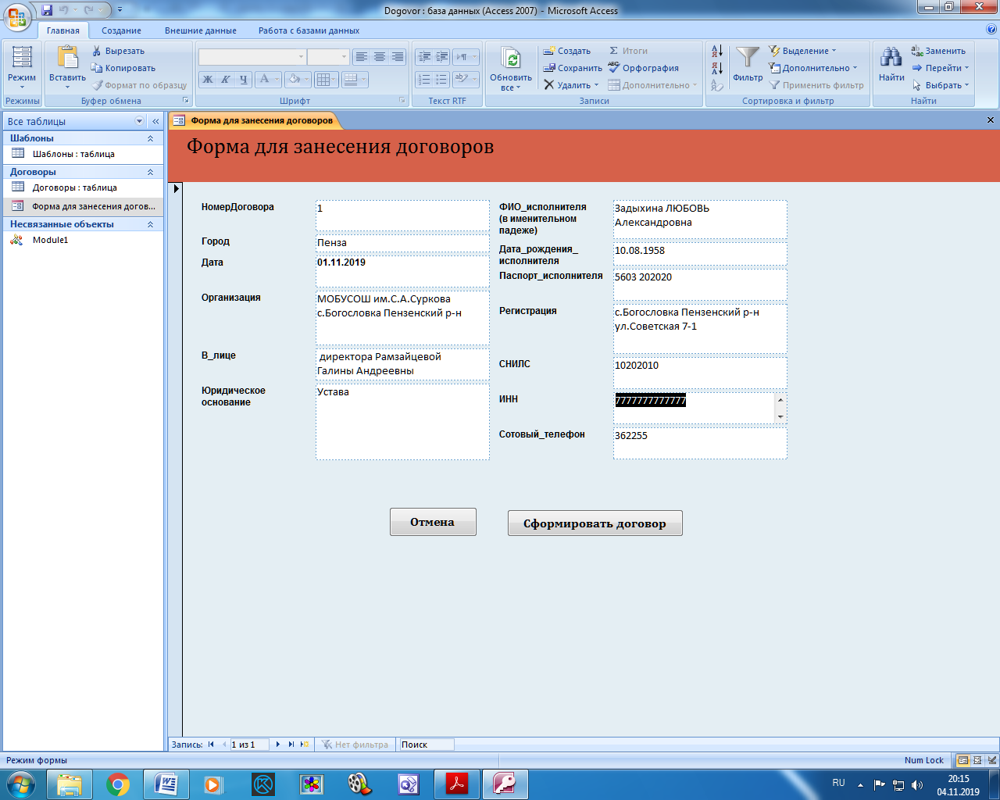 Dogovor : база данных (Access 2007) - Microsoft Access
Главная Создание Внешние данные Работа с базами данных
Режим
Режимы
Вставить
Вырезать
Копировать
Формат по образцу
Буфер обмена
Ж К Ч А
Шрифт
Текст RTF
Обновить
все
Создать
Сохранить
Удалить
Σ Итоги
Орфография
Дополнительно
Записи
Фильтр
Выделение
Дополнительно
Применить фильтр
Сортировка и фильтр
Найти
Заменить
Перейти
Выбрать
Найти
Все таблицы
Шаблоны
Шаблоны : таблица
Договоры
Договоры : таблица
Форма для занесения догов...
Несвязанные объекты
Module1
Форма для занесения договоров
Форма для занесения договоров
НомерДоговора
1
Город
Пенза
Дата
01.11.2019
Организация
МОБУСОШ им.С.А.Суркова
с.Богословка Пензенский р-н
В_лице
директора Рамзайцевой
Галины Андреевны
Юридическое
основание
Устава
ФИО_исполнителя
(в именительном
падеже)
Задыхина ЛЮБОВЬ
Александровна
Дата_рождения_
исполнителя
10.08.1958
Паспорт_исполнителя
5603 202020
Регистрация
с.Богословка Пензенский р-н
ул.Советская 7-1
СНИЛС
10202010
ИНН
7777777777777
Сотовый_телефон
362255
Отмена
Сформировать договор
Запись: 1 из 1 Нет фильтра Поиск
Режим формы
Num Lock
RU
20:15
04.11.2019